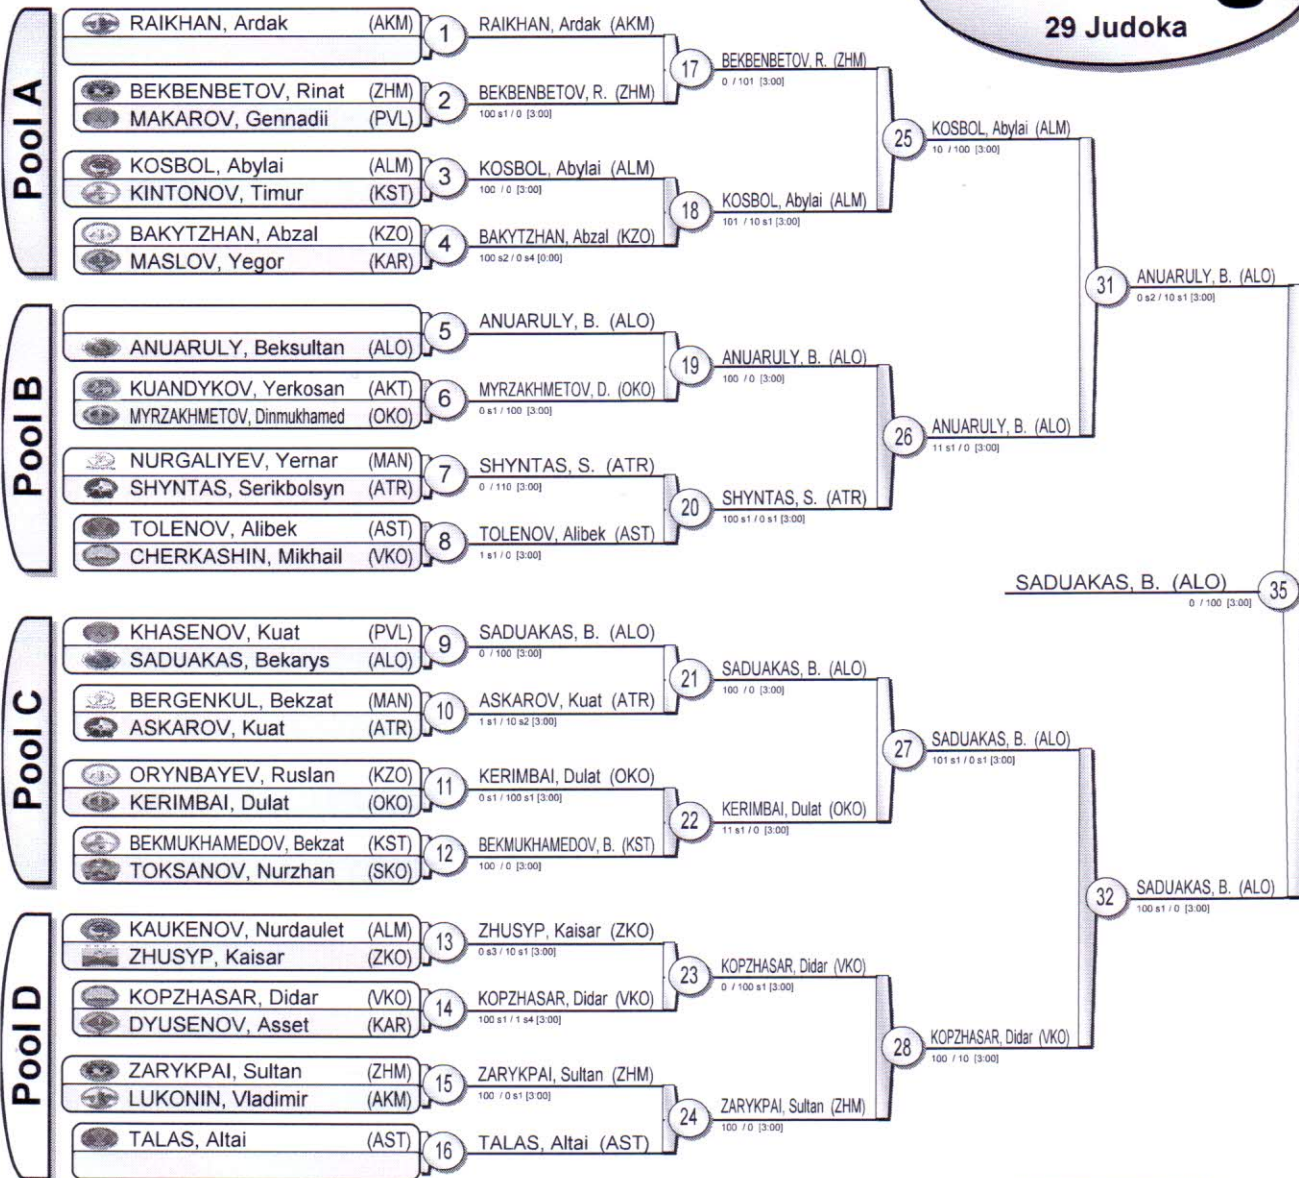 29 Judoka
Pool A
RAIKHAN, Ardak (AKM)
1
BEKBENBETOV, Rinat (ZHM)
MAKAROV, Gennadii (PVL)
2
KOSBOL, Abylai (ALM)
KINTONOV, Timur (KST)
3
BAKYTZHAN, Abzal (KZO)
MASLOV, Yegor (KAR)
4
RAIKHAN, Ardak (AKM)
BEKBENBETOV, R. (ZHM)
100 s1 / 0 [3:00]
KOSBOL, Abylai (ALM)
100 / 0 [3:00]
BAKYTZHAN, Abzal (KZO)
100 s2 / 0 s4 [0:00]
17
BEKBENBETOV, R. (ZHM)
0 / 101 [3:00]
18
KOSBOL, Abylai (ALM)
101 / 10 s1 [3:00]
25
KOSBOL, Abylai (ALM)
10 / 100 [3:00]
Pool B
5
ANUARULY, Beksultan (ALO)
KUANDYKOV, Yerkosan (AKT)
MYRZAKHMETOV, Dinmukhamed (OKO)
6
NURGALIYEV, Yernar (MAN)
SHYNTAS, Serikbolsyn (ATR)
7
TOLENOV, Alibek (AST)
CHERKASHIN, Mikhail (VKO)
8
ANUARULY, B. (ALO)
MYRZAKHMETOV, D. (OKO)
0 s1 / 100 [3:00]
SHYNTAS, S. (ATR)
0 / 110 [3:00]
TOLENOV, Alibek (AST)
1 s1 / 0 [3:00]
19
ANUARULY, B. (ALO)
100 / 0 [3:00]
20
SHYNTAS, S. (ATR)
100 s1 / 0 s1 [3:00]
26
ANUARULY, B. (ALO)
11 s1 / 0 [3:00]
31
ANUARULY, B. (ALO)
0 s2 / 10 s1 [3:00]
SADUAKAS, B. (ALO)
0 / 100 [3:00]
35
Pool C
KHASENOV, Kuat (PVL)
SADUAKAS, Bekarys (ALO)
9
BERGENKUL, Bekzat (MAN)
ASKAROV, Kuat (ATR)
10
ORYNBAYEV, Ruslan (KZO)
KERIMBAI, Dulat (OKO)
11
BEKMUKHAMEDOV, Bekzat (KST)
TOKSANOV, Nurzhan (SKO)
12
SADUAKAS, B. (ALO)
0 / 100 [3:00]
ASKAROV, Kuat (ATR)
1 s1 / 10 s2 [3:00]
KERIMBAI, Dulat (OKO)
0 s1 / 100 s1 [3:00]
BEKMUKHAMEDOV, B. (KST)
100 / 0 [3:00]
21
SADUAKAS, B. (ALO)
100 / 0 [3:00]
22
KERIMBAI, Dulat (OKO)
11 s1 / 0 [3:00]
27
SADUAKAS, B. (ALO)
101 s1 / 0 s1 [3:00]
Pool D
KAUKENOV, Nurdaulet (ALM)
ZHUSYP, Kaisar (ZKO)
13
KOPZHASAR, Didar (VKO)
DYUSENOV, Asset (KAR)
14
ZARYKPAI, Sultan (ZHM)
LUKONIN, Vladimir (AKM)
15
TALAS, Altai (AST)
16
ZHUSYP, Kaisar (ZKO)
0 s3 / 10 s1 [3:00]
KOPZHASAR, Didar (VKO)
100 s1 / 1 s4 [3:00]
ZARYKPAI, Sultan (ZHM)
100 / 0 s1 [3:00]
TALAS, Altai (AST)
23
KOPZHASAR, Didar (VKO)
0 / 100 s1 [3:00]
24
ZARYKPAI, Sultan (ZHM)
100 / 0 [3:00]
28
KOPZHASAR, Didar (VKO)
100 / 10 [3:00]
32
SADUAKAS, B. (ALO)
100 s1 / 0 [3:00]